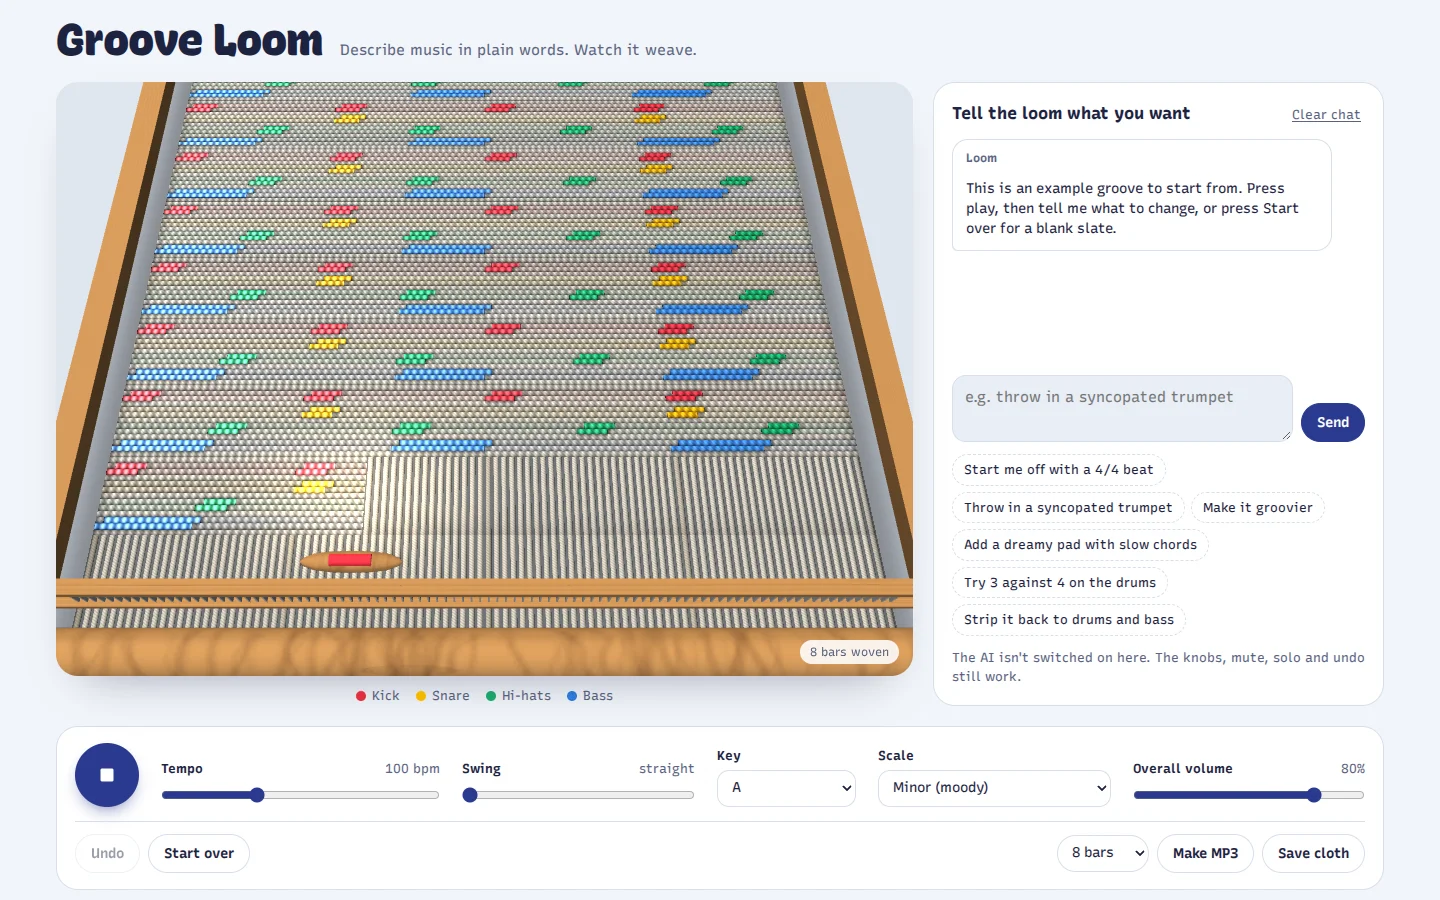 Groove Loom
Describe music in plain words. Watch it weave.
8 bars woven
Kick
Snare
Hi-hats
Bass
Tell the loom what you want
Clear chat
Loom
This is an example groove to start from. Press
play, then tell me what to change, or press Start
over for a blank slate.
e.g. throw in a syncopated trumpet
Send
Start me off with a 4/4 beat
Throw in a syncopated trumpet
Make it groovier
Add a dreamy pad with slow chords
Try 3 against 4 on the drums
Strip it back to drums and bass
The AI isn't switched on here. The knobs, mute, solo and undo
still work.
Tempo
100 bpm
Swing
straight
Key
A
Scale
Minor (moody)
Overall volume
80%
Undo
Start over
8 bars
Make MP3
Save cloth